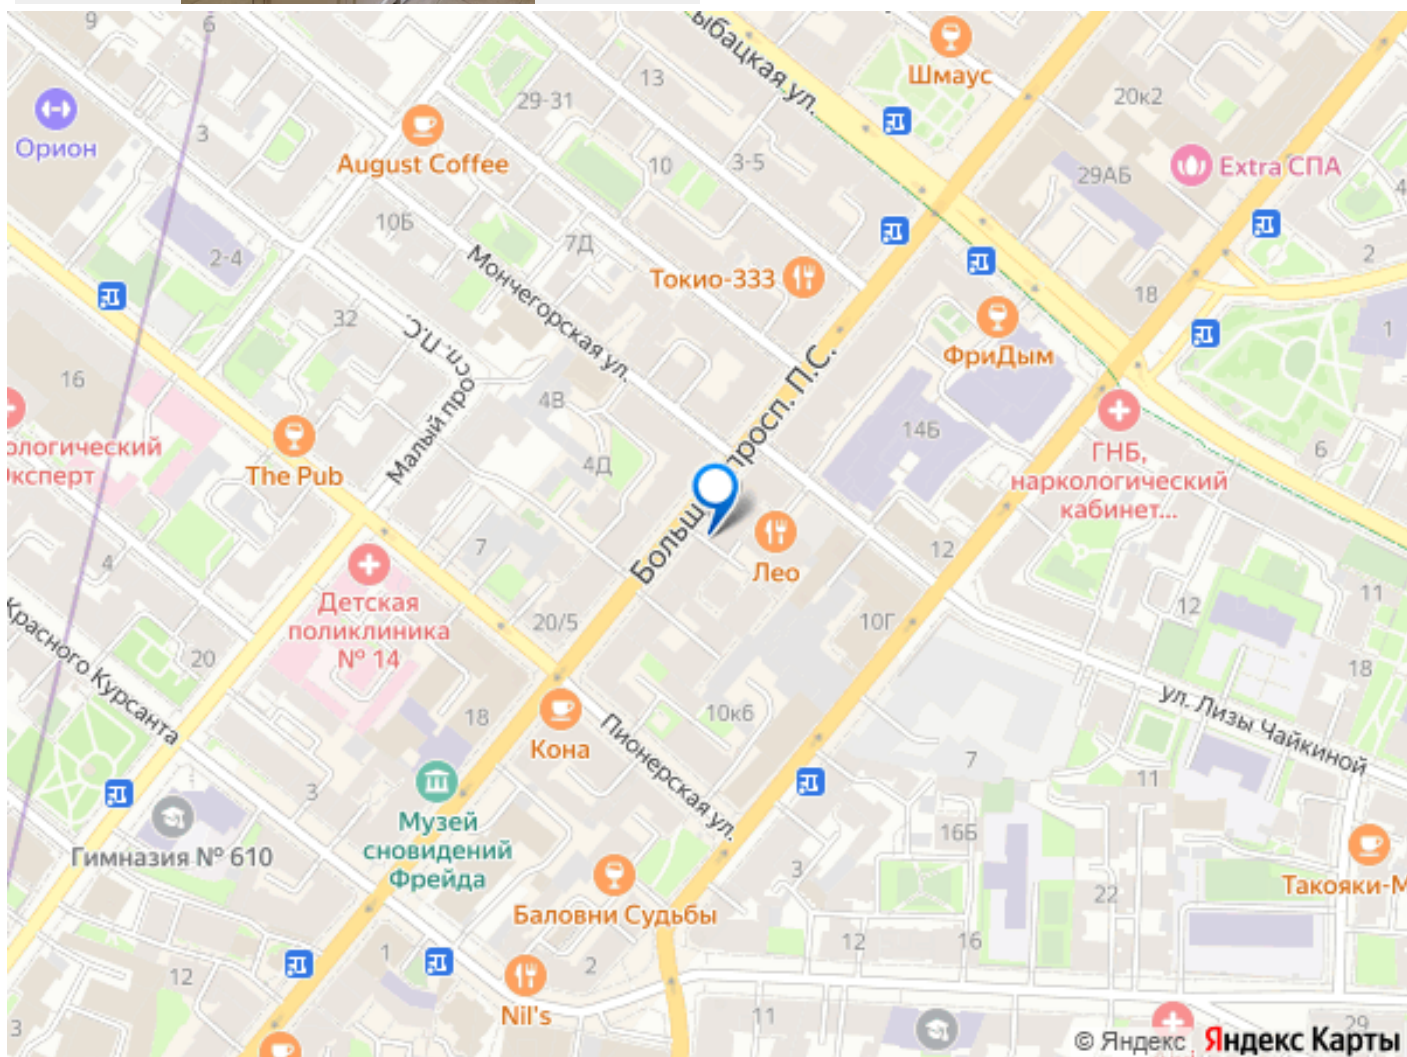 9
6
13
Шмаус
ыбацкая ул.
20к2
29-31
3
Орион
August Coffee
10
3-5
29АБ
Extra СПА
4
10Б
7Д
2-4
Мончегорская ул.
Токио-333
2
18
32
Малый просп. П.С.
ФриДым
1
16
4В
Большой просп. П.С.
14Б
6
ологический
ксперт
The Pub
4Д
ГНБ,
наркологический
кабинет...
7
12
4
Лео
Детская
поликлиника
№ 14
20/5
10Г
12
11
Красного Курсанта
20
18
18
Кона
10к6
Пионерская ул.
ул. Лизы Чайкиной
7
11
3
Музей
сновидений
Фрейда
Гимназия № 610
16Б
3
22
Такояки-М
Баловни Судьбы
12
16
1
12
2
Nil's
3
11
29
© Яндекс Яндекс Карты